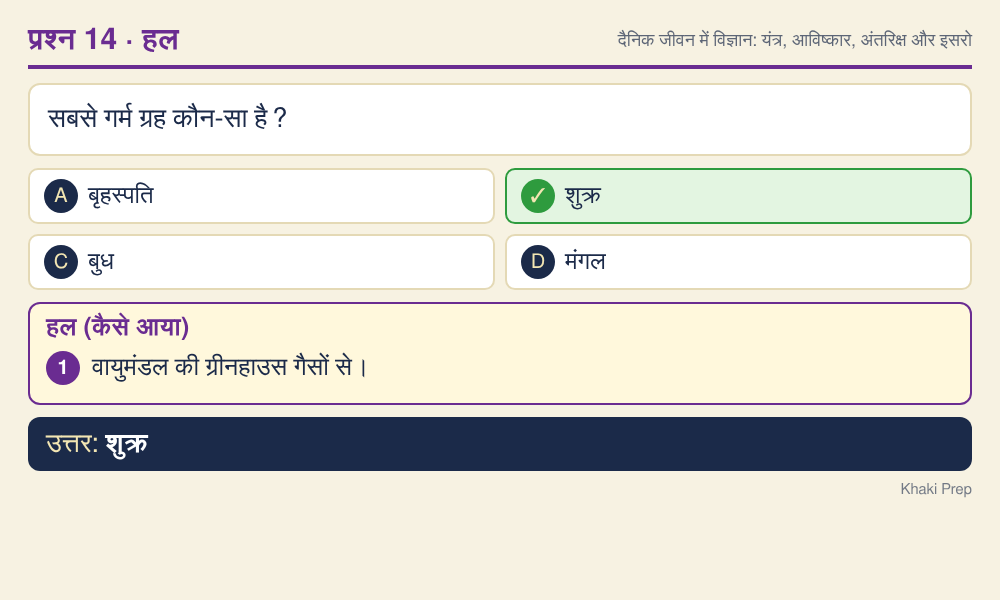 प्रश्न 14 · हल
दैनिक जीवन में विज्ञान: यंत्र, आविष्कार, अंतरिक्ष और इसरो
सबसे गर्म ग्रह कौन-सा है ?
A बृहस्पति
✓ शुक्र
C बुध
D मंगल
हल (कैसे आया)
1 वायुमंडल की ग्रीनहाउस गैसों से।
उत्तर: शुक्र
Khaki Prep